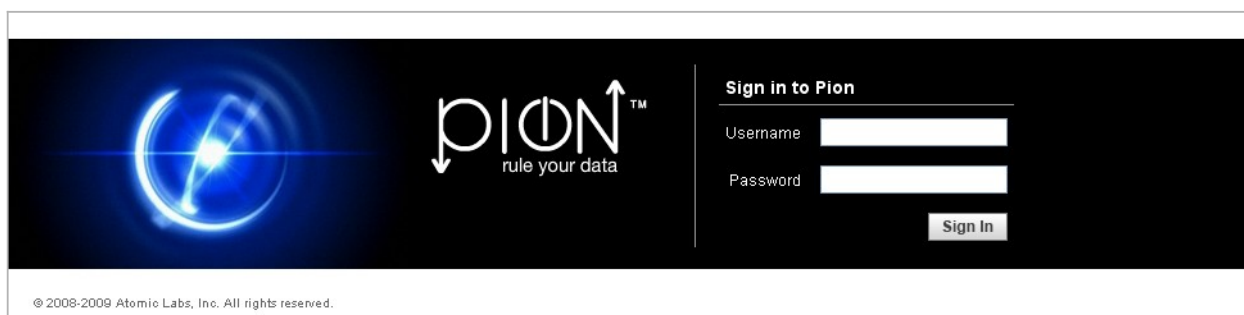 PION™
rule your data
Sign in to Pion
Username
Password
Sign In
© 2008-2009 Atomic Labs, Inc. All rights reserved.